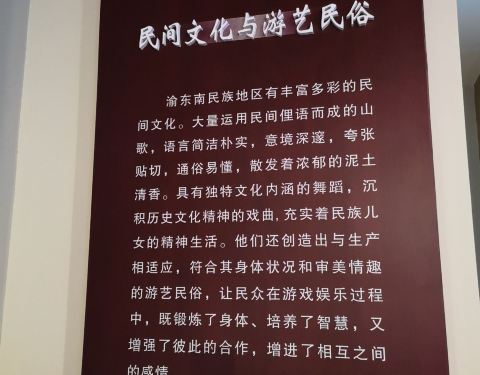 民间文化与游艺民俗
渝东南民族地区有丰富多彩的民
间文化。大量运用民间俚语而成的山
歌，语言简洁朴实，意境深邃，夸张
贴切，通俗易懂，散发着浓郁的泥土
清香。具有独特文化内涵的舞蹈，沉
积历史文化精神的戏曲,充实着民族儿
女的精神生活。他们还创造出与生产
相适应，符合其身体状况和审美情趣
的游艺民俗，让民众在游戏娱乐过程
中，既锻炼了身体、培养了智慧，又
增强了彼此的合作，增进了相互之间
的感情